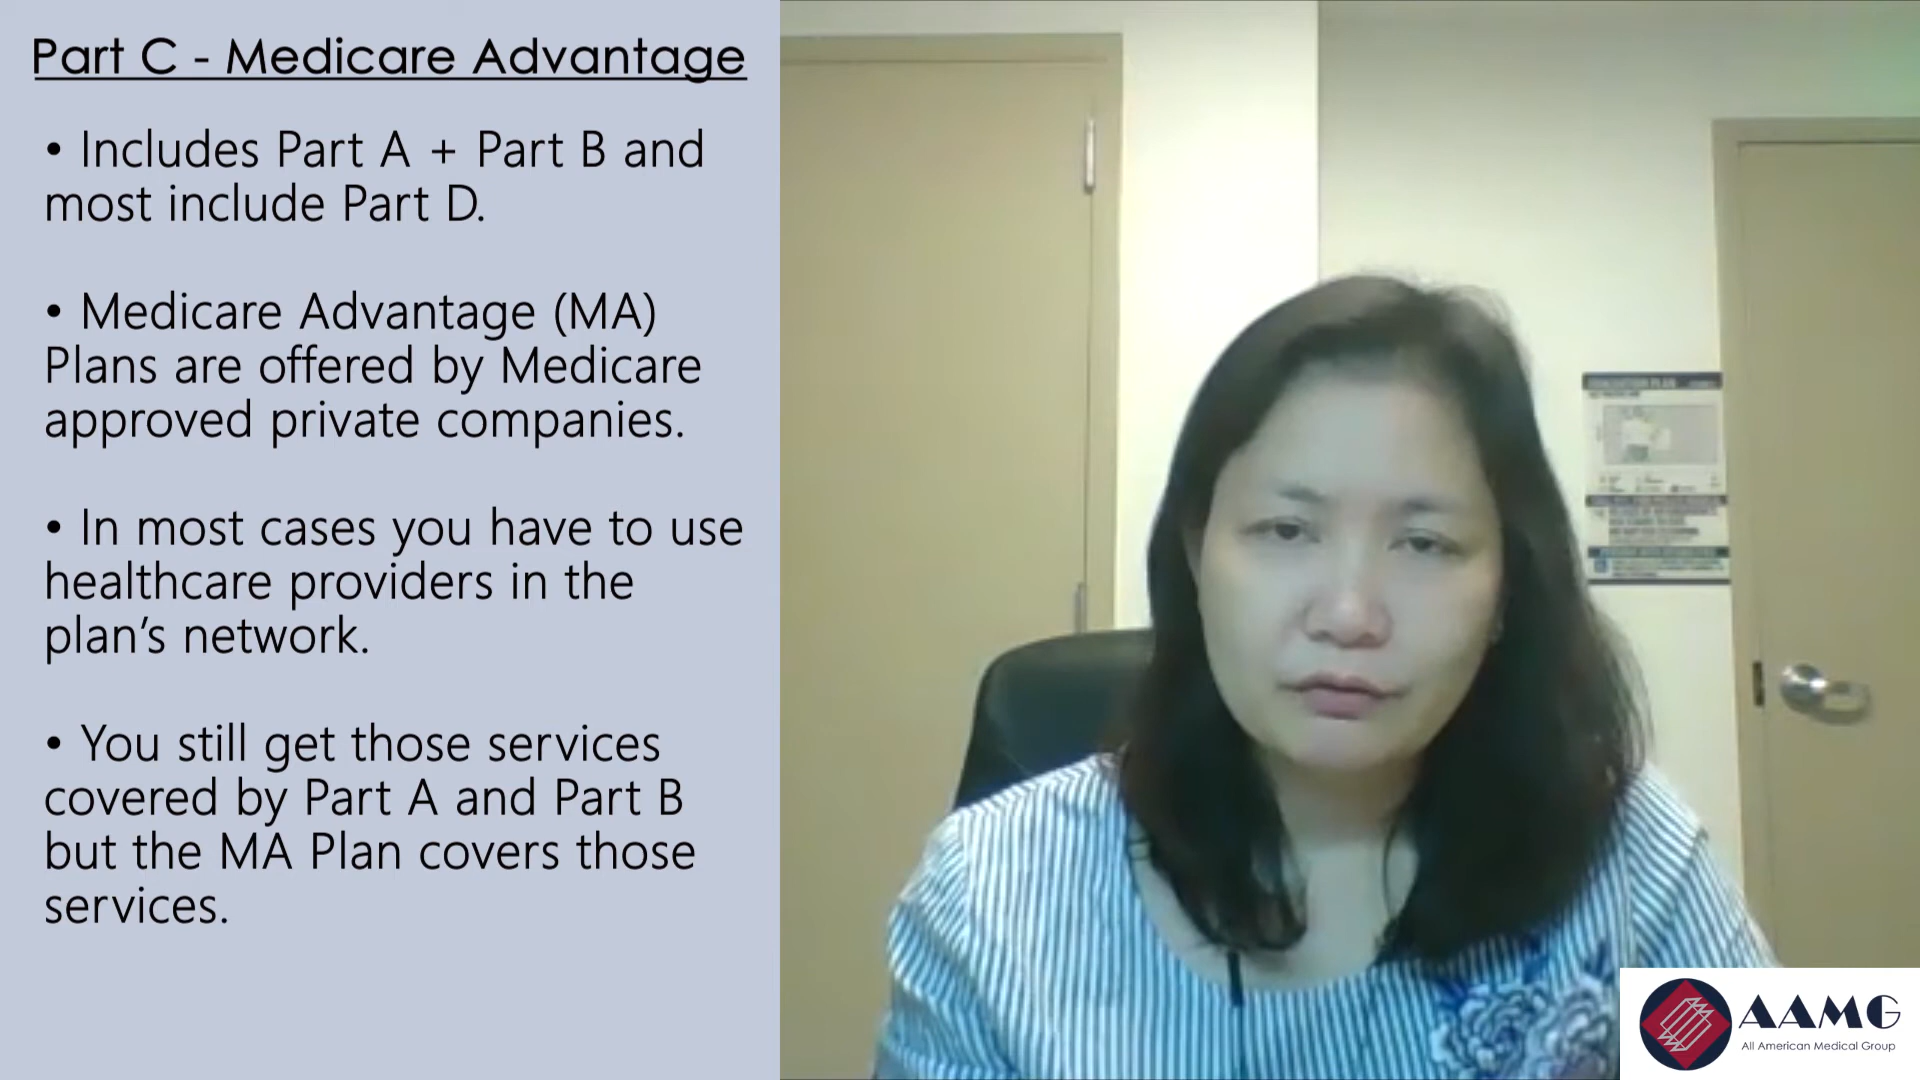 Part C - Medicare Advantage
• Includes Part A + Part B and
most include Part D.
• Medicare Advantage (MA)
Plans are offered by Medicare
approved private companies.
• In most cases you have to use
healthcare providers in the
plan’s network.
• You still get those services
covered by Part A and Part B
but the MA Plan covers those
services.
AAMG
All American Medical Group